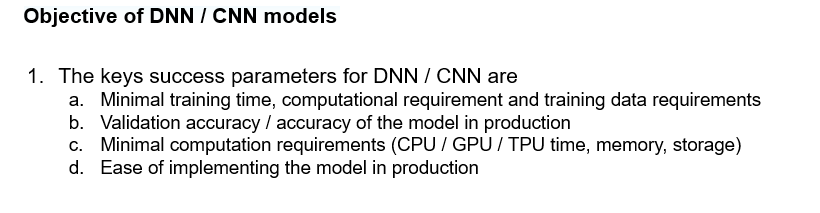 Objective of DNN / CNN models
1. The keys success parameters for DNN / CNN are
a. Minimal training time, computational requirement and training data requirements
b. Validation accuracy / accuracy of the model in production
c. Minimal computation requirements (CPU / GPU / TPU time, memory, storage)
d. Ease of implementing the model in production